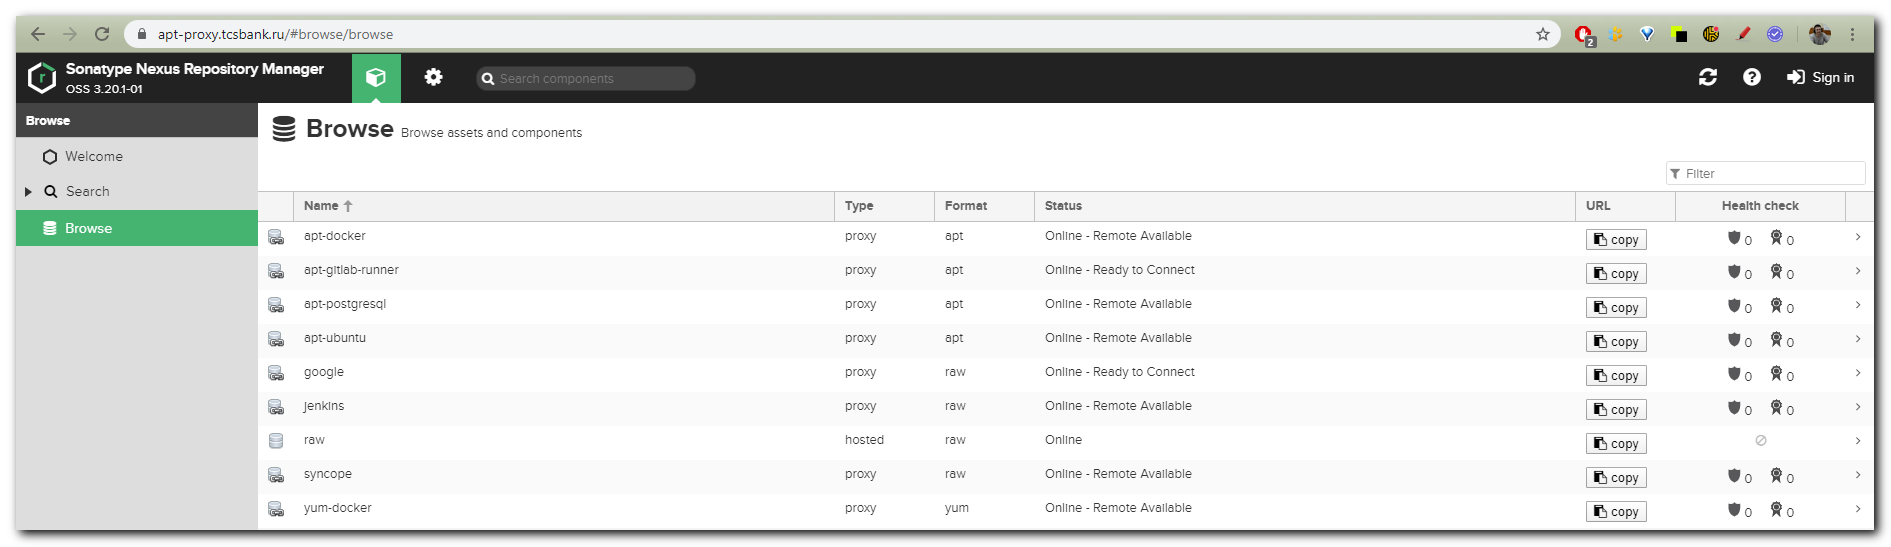 apt-proxy.tcsbank.ru/#browse/browse
2
Sonatype Nexus Repository Manager
OSS 3.20.1-01
Search components
Sign in
Browse
Welcome
Search
Browse
Browse Browse assets and components
Filter
Name Type Format Status URL Health check
apt-docker proxy apt Online - Remote Available copy 0 0
apt-gitlab-runner proxy apt Online - Ready to Connect copy 0 0
apt-postgresql proxy apt Online - Remote Available copy 0 0
apt-ubuntu proxy apt Online - Remote Available copy 0 0
google proxy raw Online - Ready to Connect copy 0 0
jenkins proxy raw Online - Remote Available copy 0 0
raw hosted raw Online copy
syncope proxy raw Online - Remote Available copy 0 0
yum-docker proxy yum Online - Remote Available copy 0 0